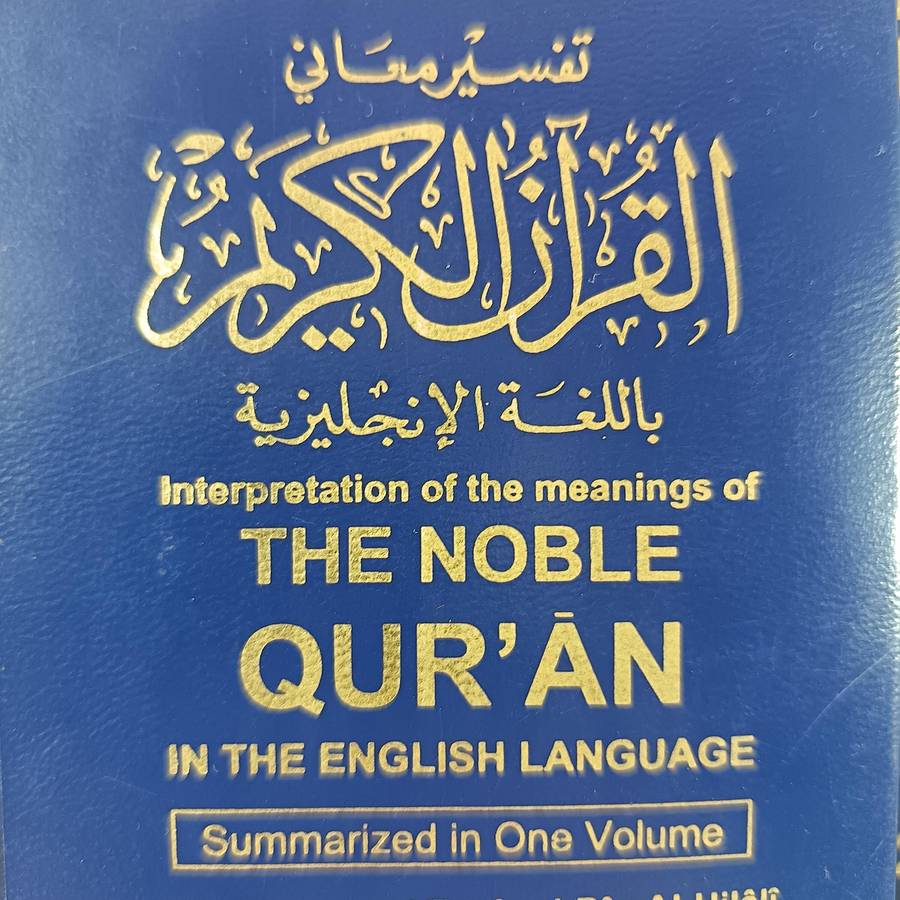 تفسير معاني
القرآن الكريم
باللغة الإنجليزية
Interpretation of the meanings of
THE NOBLE
QUR’ĀN
IN THE ENGLISH LANGUAGE
Summarized in One Volume